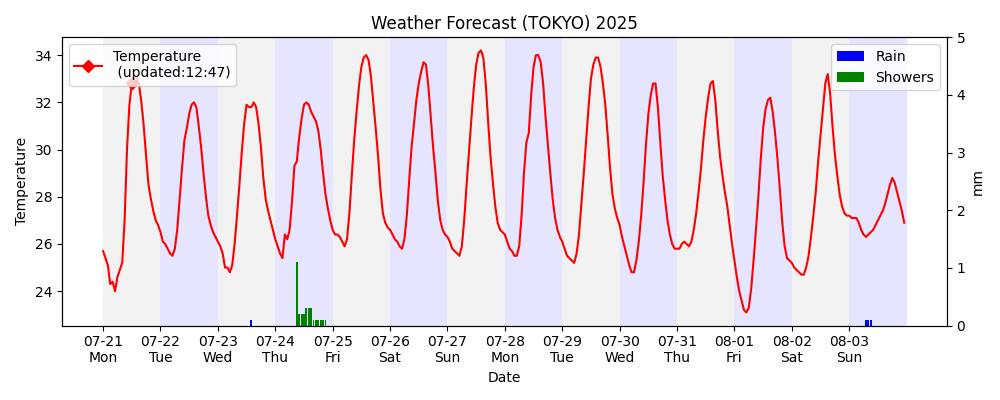 Weather Forecast (TOKYO) 2025
Temperature
(updated:12:47)
Rain
Showers
Temperature
34
32
30
28
26
24
5
4
3
2
1
0
mm
07-21 07-22 07-23 07-24 07-25 07-26 07-27 07-28 07-29 07-30 07-31 08-01 08-02 08-03
Mon Tue Wed Thu Fri Sat Sun Mon Tue Wed Thu Fri Sat Sun
Date